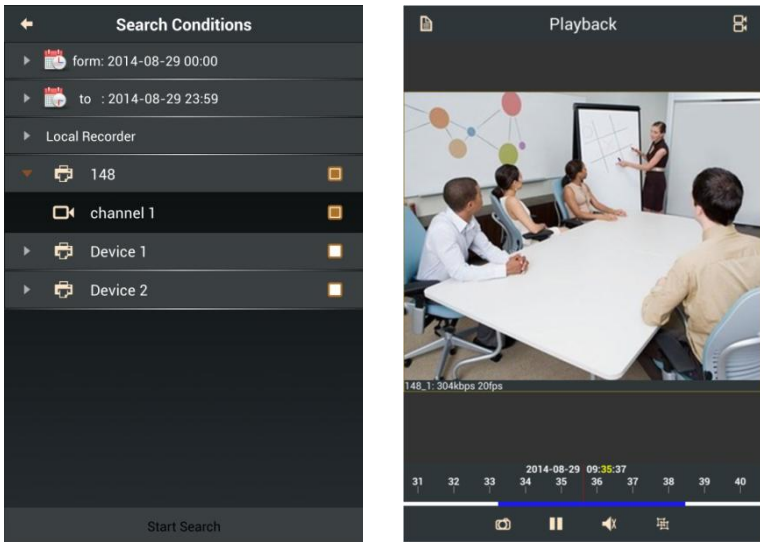 Search Conditions
form: 2014-08-29 00:00
to : 2014-08-29 23:59
Local Recorder
148
channel 1
Device 1
Device 2
Start Search
Playback
148_1: 304kbps 20fps
2014-08-29 09:35:37
31 32 33 34 35 36 37 38 39 40